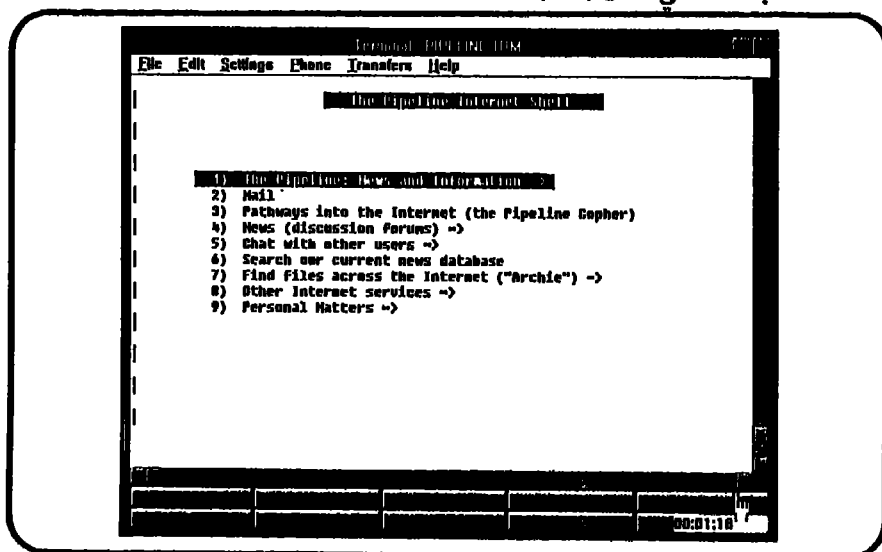 Terminal PIPELINE.TRM
File Edit Settings Phone Transfers Help
The Pipeline Internet Shell
1) The Pipeline: News and Information ->
2) Mail
3) Pathways into the Internet (the Pipeline Gopher)
4) News (discussion forums) ->
5) Chat with other users ->
6) Search our current news database
7) Find files across the Internet ("Archie") ->
8) Other Internet services ->
9) Personal Matters ->
00:01:18